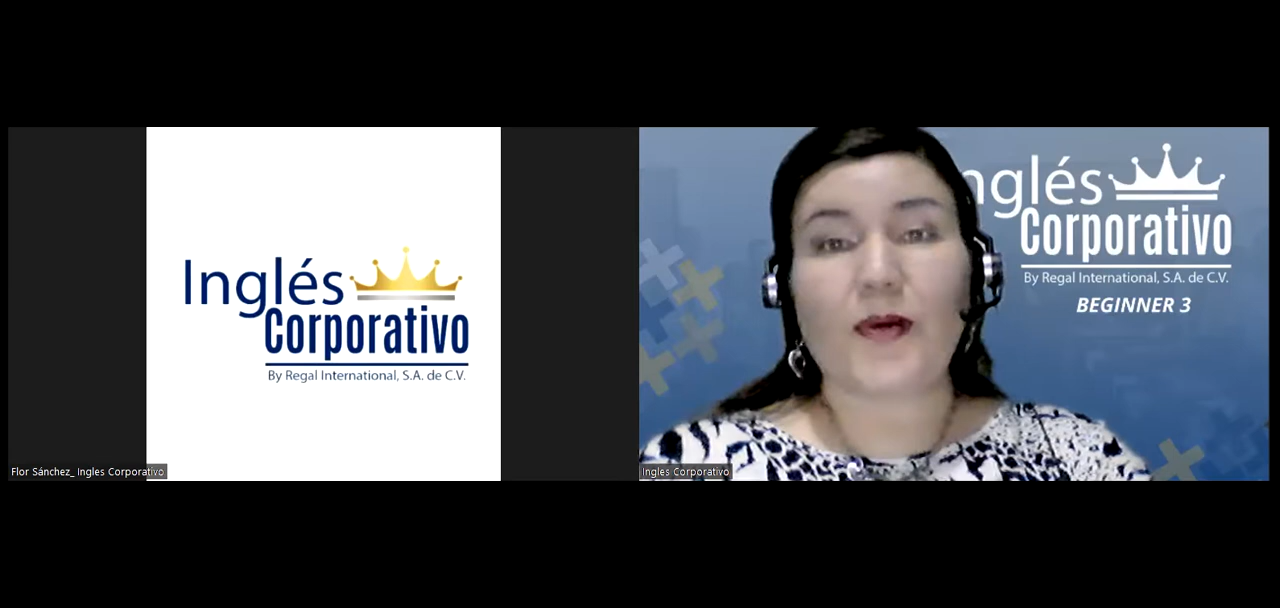 Inglés
Corporativo
By Regal International, S.A. de C.V.
Flor Sánchez_ Ingles Corporativo
nglés
Corporativo
By Regal International, S.A. de C.V.
BEGINNER 3
Ingles Corporativo